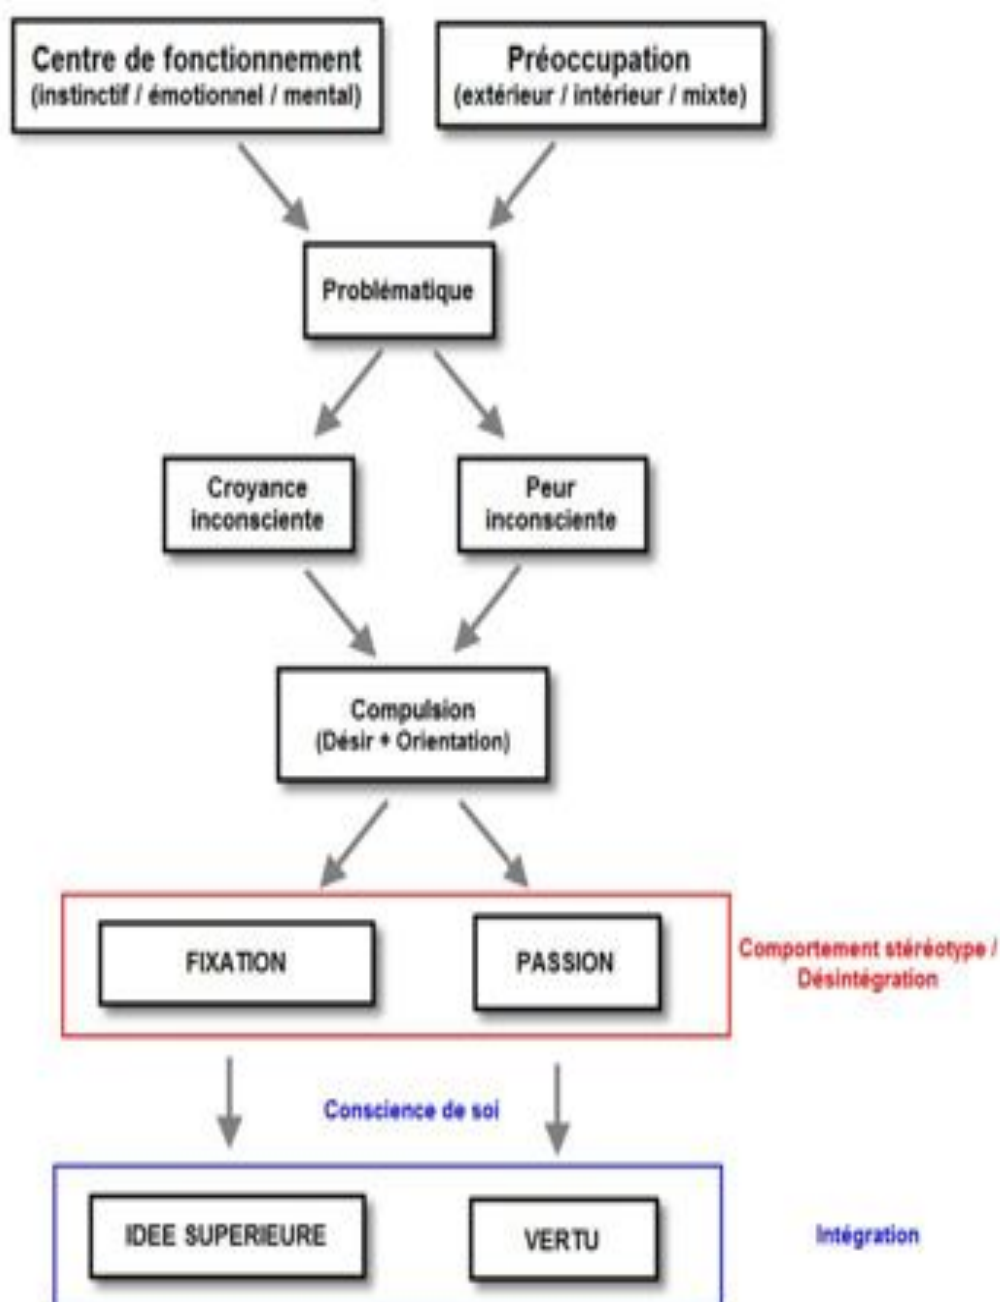 Centre de fonctionnement
(instinctif / émotionnel / mental)
Préoccupation
(extérieur / intérieur / mixte)
Problématique
Croyance
inconsciente
Peur
inconsciente
Compulsion
(Désir + Orientation)
FIXATION
PASSION
Comportement stéréotype /
Désintégration
Conscience de soi
IDEE SUPERIEURE
VERTU
Intégration